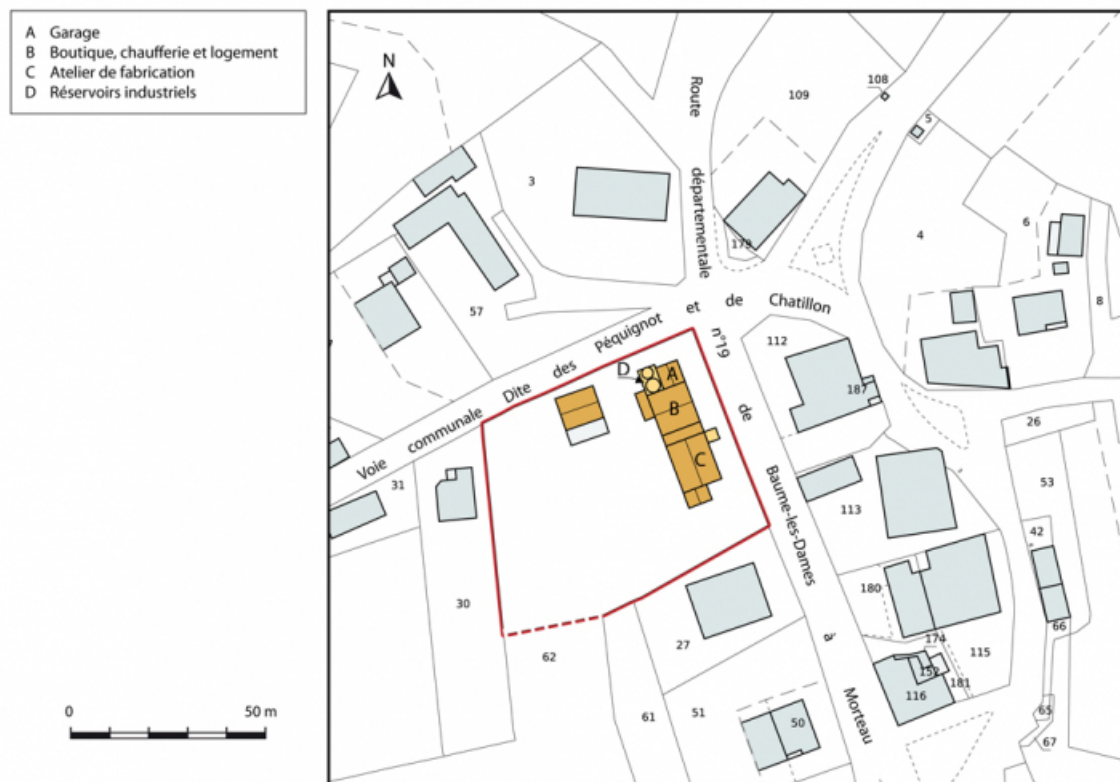 A Garage
B Boutique, chaufferie et logement
C Atelier de fabrication
D Réservoirs industriels
N
108
109
5
Route départementale n°19 de Baume-les-Dames à Morteau
3
179
4
6
8
57
Voie communale Dite des Péquignot et de Chatillon
112
187
D
A
B
C
26
31
53
113
42
30
180
66
174
62
27
115
152
181
116
61
51
50
65
67
0 50 m